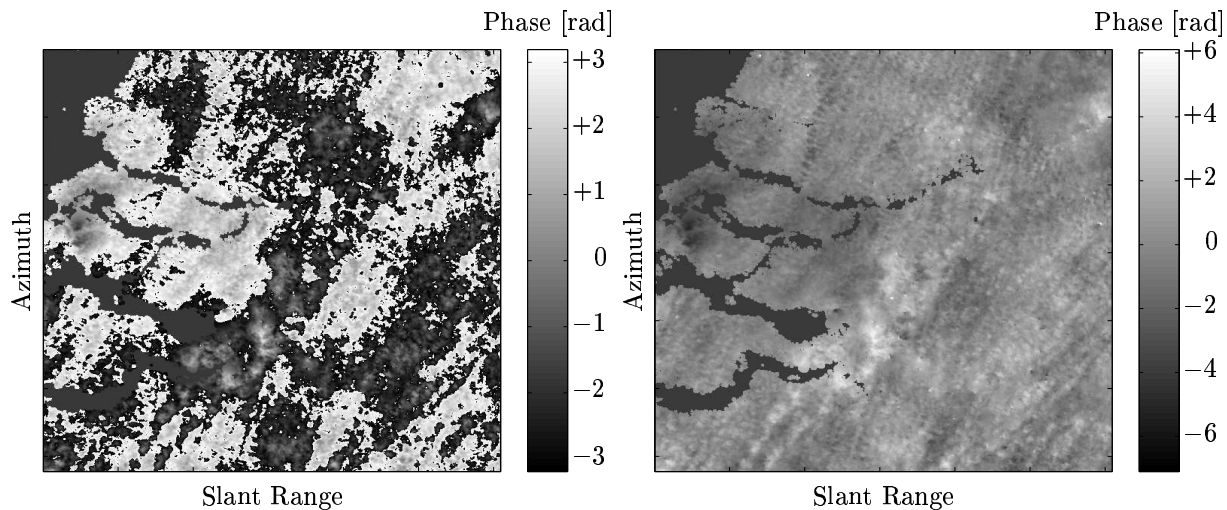 Phase [rad]
+3
+2
+1
0
−1
−2
−3
Azimuth
Slant Range
Phase [rad]
+6
+4
+2
0
−2
−4
−6
Azimuth
Slant Range